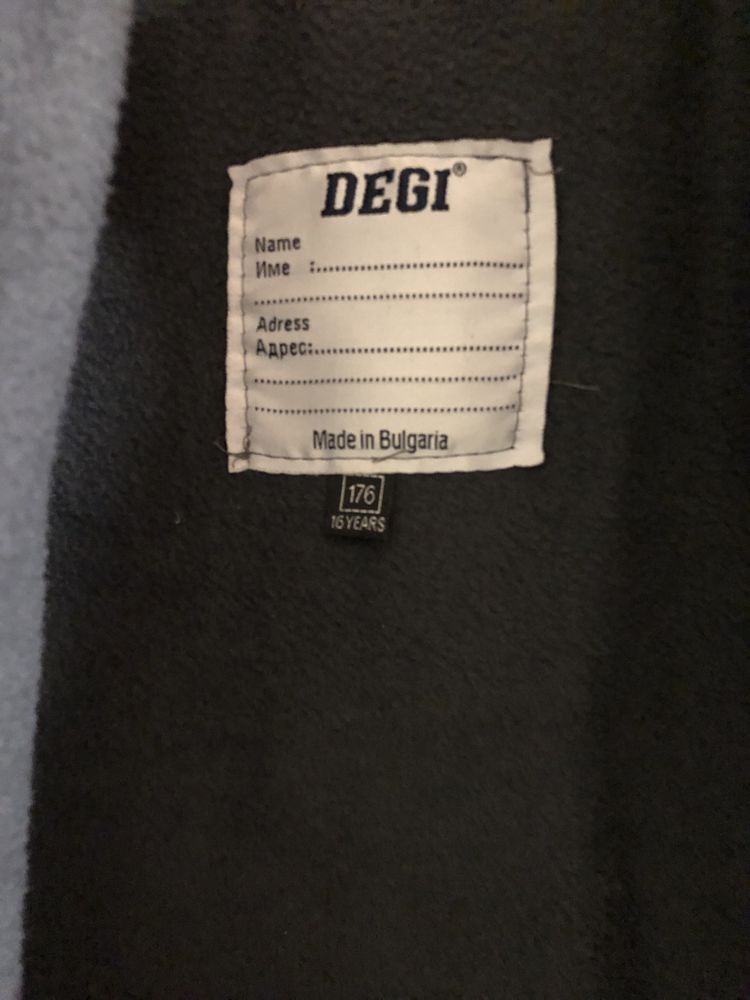 DEGI®
Name
Име :
Adress
Адрес:
Made in Bulgaria
176
16 YEARS